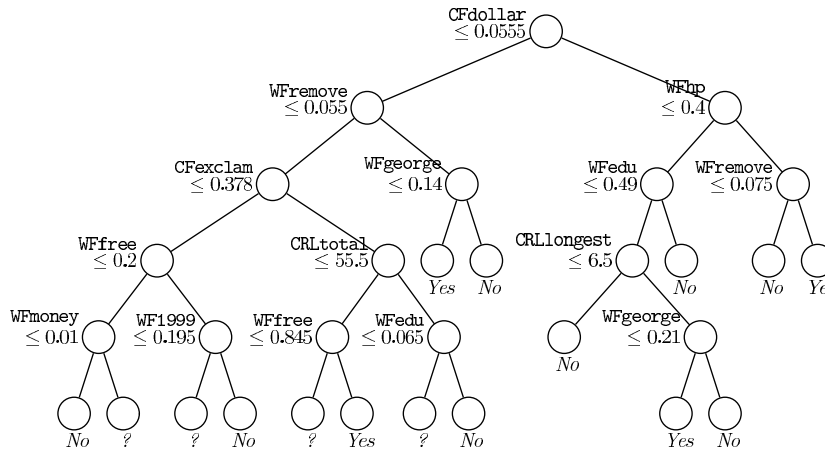 CFdollar
≤ 0.0555
WFremove
≤ 0.055
WFhp
≤ 0.4
CFexclam
≤ 0.378
WFgeorge
≤ 0.14
WFedu
≤ 0.49
WFremove
≤ 0.075
WFfree
≤ 0.2
CRLtotal
≤ 55.5
Yes
No
CRLlongest
≤ 6.5
No
No
Ye
WFmoney
≤ 0.01
WF1999
≤ 0.195
WFfree
≤ 0.845
WFedu
≤ 0.065
No
WFgeorge
≤ 0.21
No
?
?
No
?
Yes
?
No
Yes
No